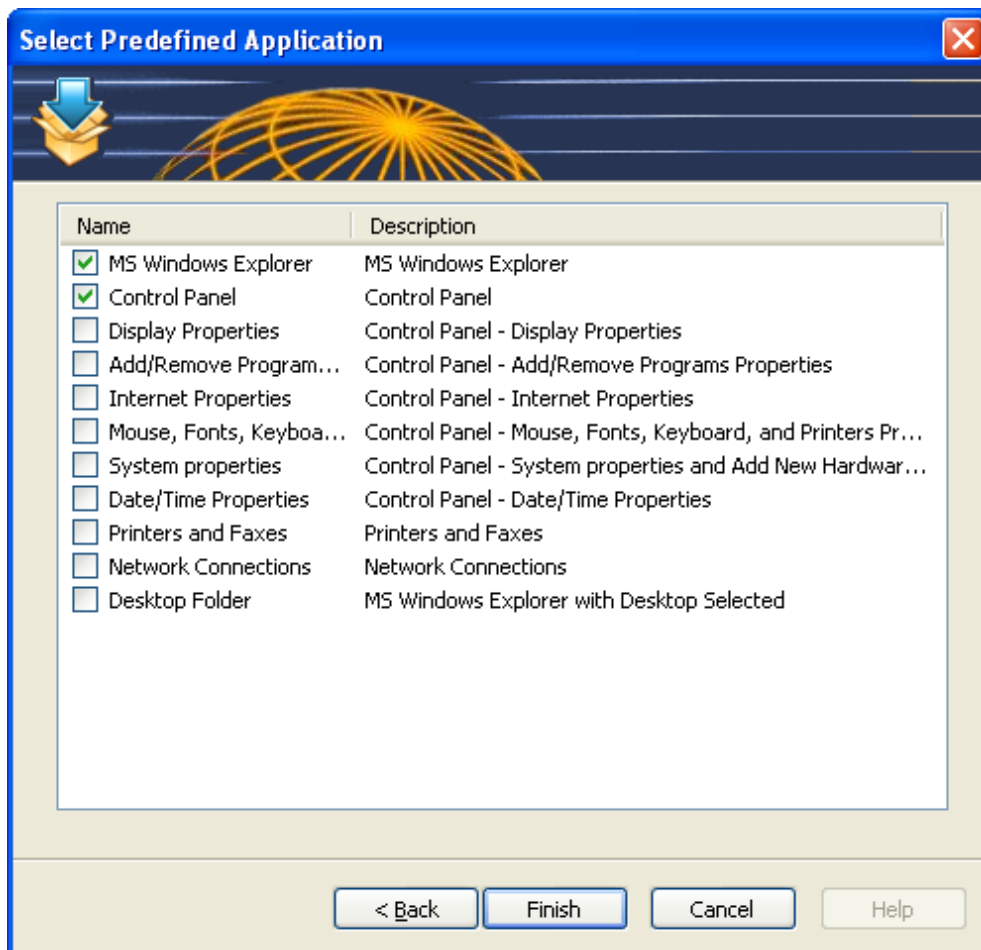 Select Predefined Application
Name Description
MS Windows Explorer MS Windows Explorer
Control Panel Control Panel
Display Properties Control Panel - Display Properties
Add/Remove Program... Control Panel - Add/Remove Programs Properties
Internet Properties Control Panel - Internet Properties
Mouse, Fonts, Keyboa... Control Panel - Mouse, Fonts, Keyboard, and Printers Pr...
System properties Control Panel - System properties and Add New Hardwar...
Date/Time Properties Control Panel - Date/Time Properties
Printers and Faxes Printers and Faxes
Network Connections Network Connections
Desktop Folder MS Windows Explorer with Desktop Selected
< Back Finish Cancel Help